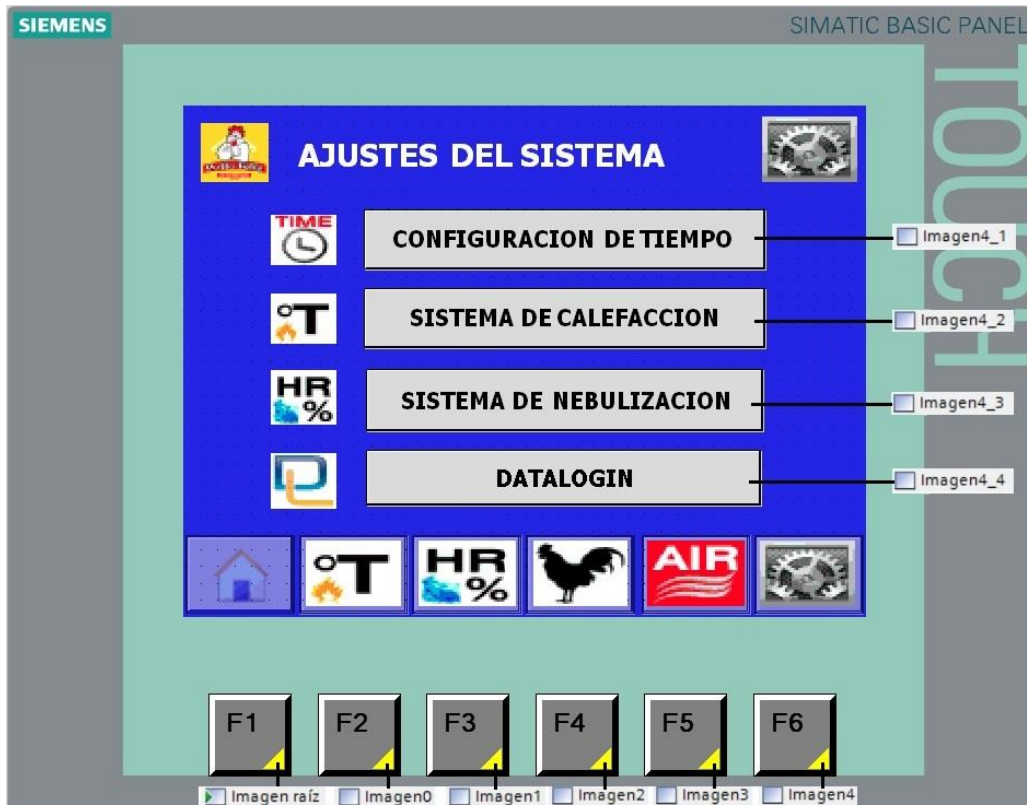 SIEMENS
SIMATIC BASIC PANEL
TOUCH
AJUSTES DEL SISTEMA
TIME
CONFIGURACION DE TIEMPO
Imagen4_1
°T
SISTEMA DE CALEFACCION
Imagen4_2
HR
%
SISTEMA DE NEBULIZACION
Imagen4_3
DATALOGIN
Imagen4_4
°T
HR
%
AIR
F1
F2
F3
F4
F5
F6
Imagen raíz
Imagen0
Imagen1
Imagen2
Imagen3
Imagen4